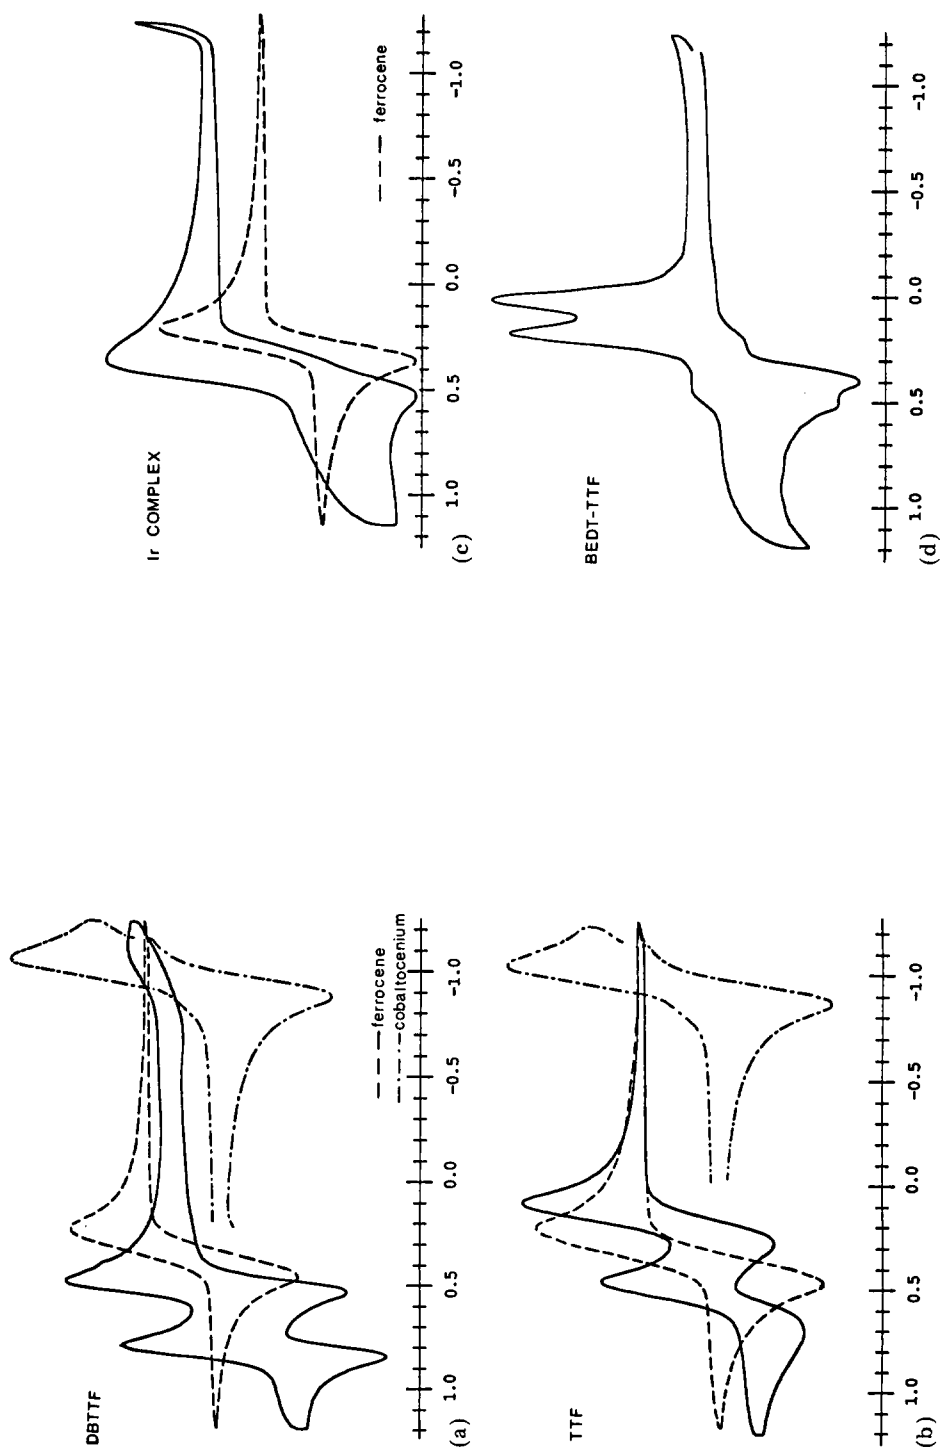 DBTTF
— — ferrocene
—·—·— cobaltocenium
1.0 0.5 0.0 -0.5 -1.0
(a)
TTF
1.0 0.5 0.0 -0.5 -1.0
(b)
Ir COMPLEX
— — — ferrocene
1.0 0.5 0.0 -0.5 -1.0
(c)
BEDT-TTF
1.0 0.5 0.0 -0.5 -1.0
(d)